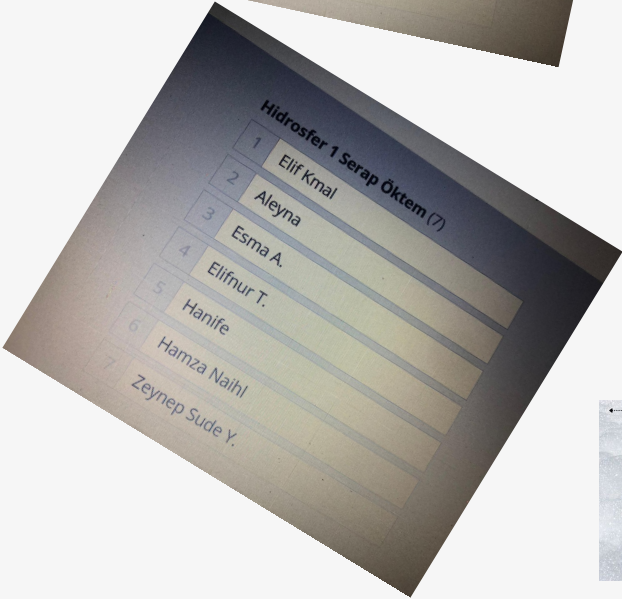 Hidrosfer 1 Serap Öktem (7)
1 Elif Kmal
2 Aleyna
3 Esma A.
4 Elifnur T.
5 Hanife
6 Hamza Naihl
7 Zeynep Sude Y.